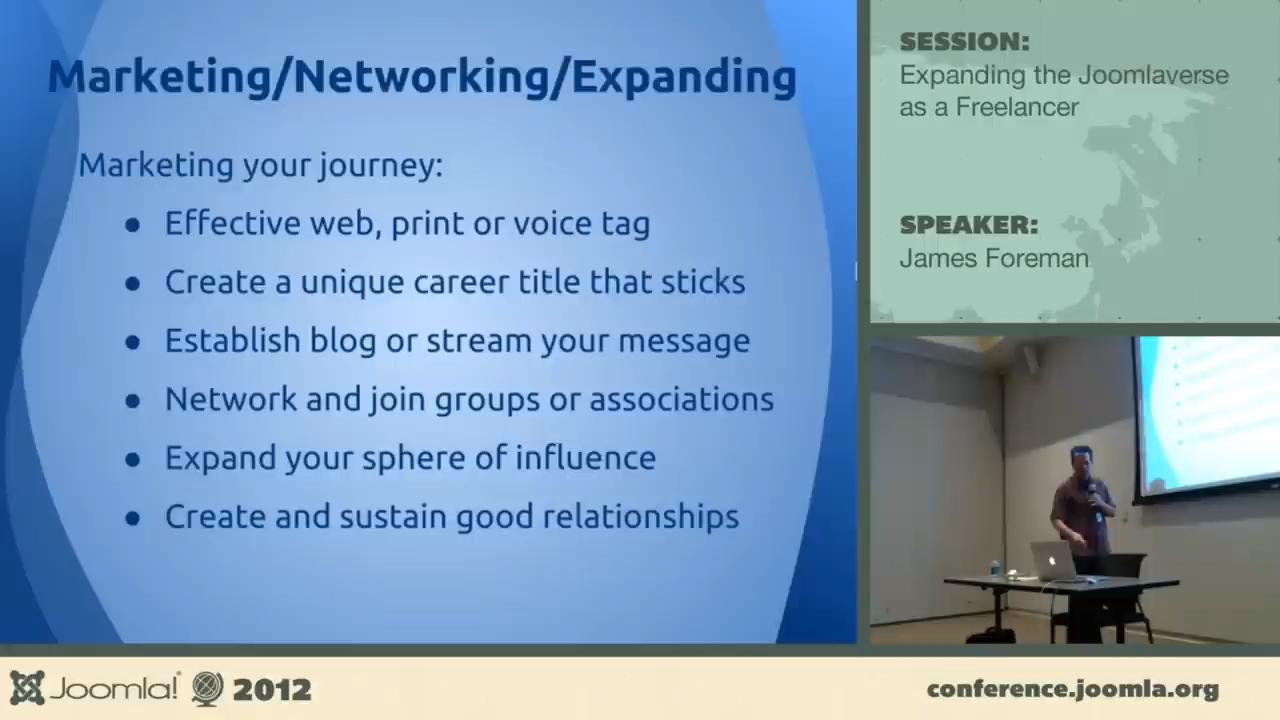 Marketing/Networking/Expanding
Marketing your journey:
● Effective web, print or voice tag
● Create a unique career title that sticks
● Establish blog or stream your message
● Network and join groups or associations
● Expand your sphere of influence
● Create and sustain good relationships
SESSION:
Expanding the Joomlaverse
as a Freelancer
SPEAKER:
James Foreman
Joomla! 2012
conference.joomla.org